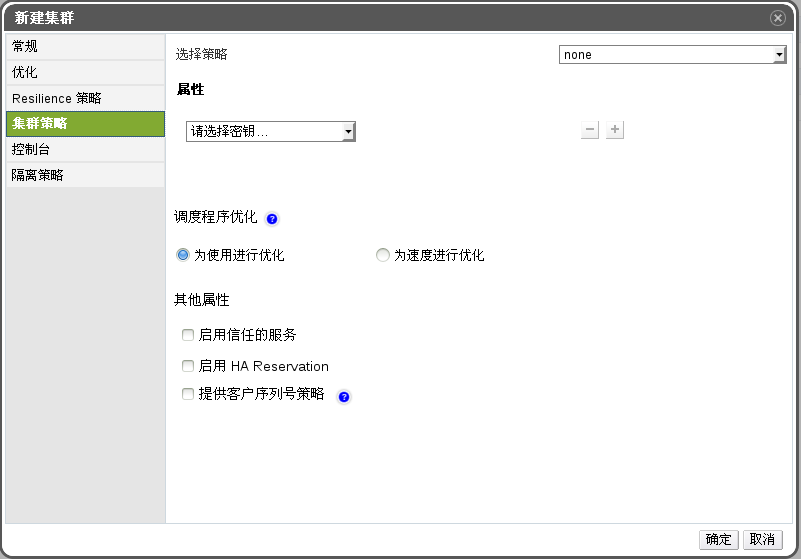 新建集群
常规
优化
Resilience 策略
集群策略
控制台
隔离策略
选择策略
none
属性
请选择密钥...
调度程序优化
为使用进行优化
为速度进行优化
其他属性
启用信任的服务
启用 HA Reservation
提供客户序列号策略
确定
取消